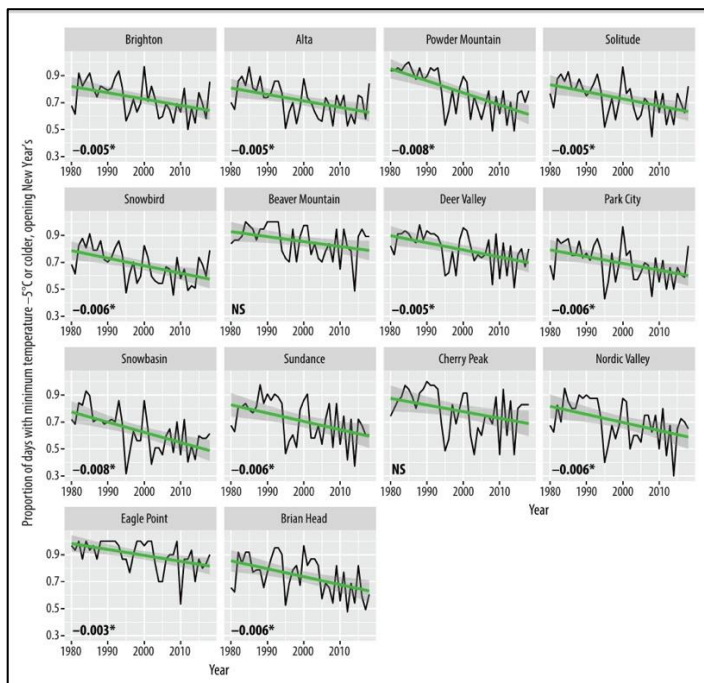 Brighton
Alta
Powder Mountain
Solitude
0.9
0.7
0.5
0.3
−0.005*
−0.005*
−0.008*
−0.005*
1980 1990 2000 2010
1980 1990 2000 2010
1980 1990 2000 2010
1980 1990 2000 2010
Snowbird
Beaver Mountain
Deer Valley
Park City
0.9
0.7
0.5
0.3
−0.006*
NS
−0.005*
−0.006*
1980 1990 2000 2010
1980 1990 2000 2010
1980 1990 2000 2010
1980 1990 2000 2010
Proportion of days with minimum temperature −5°C or colder, opening New Year's
Snowbasin
Sundance
Cherry Peak
Nordic Valley
0.9
0.7
0.5
0.3
−0.008*
−0.006*
NS
−0.006*
1980 1990 2000 2010
1980 1990 2000 2010
1980 1990 2000 2010
1980 1990 2000 2010
Year
Eagle Point
Brian Head
0.9
0.7
0.5
0.3
−0.003*
−0.006*
1980 1990 2000 2010
1980 1990 2000 2010
Year